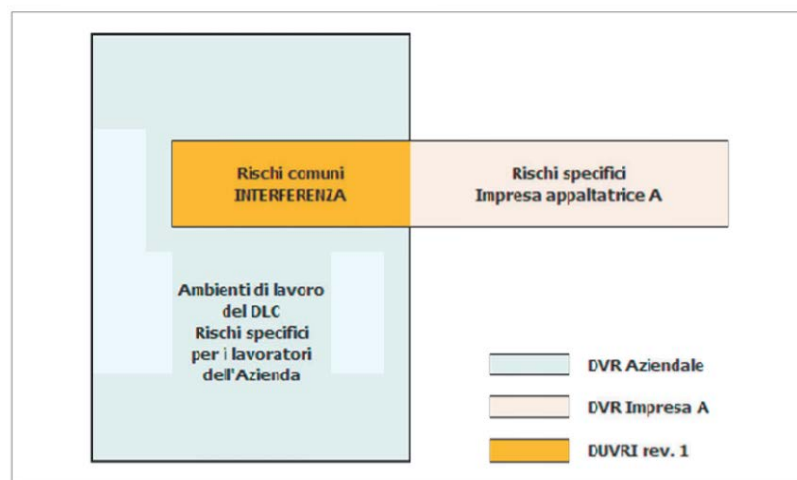 Rischi comuni
INTERFERENZA
Rischi specifici
Impresa appaltatrice A
Ambienti di lavoro
del DLC
Rischi specifici
per i lavoratori
dell'Azienda
DVR Aziendale
DVR Impresa A
DUVRI rev. 1